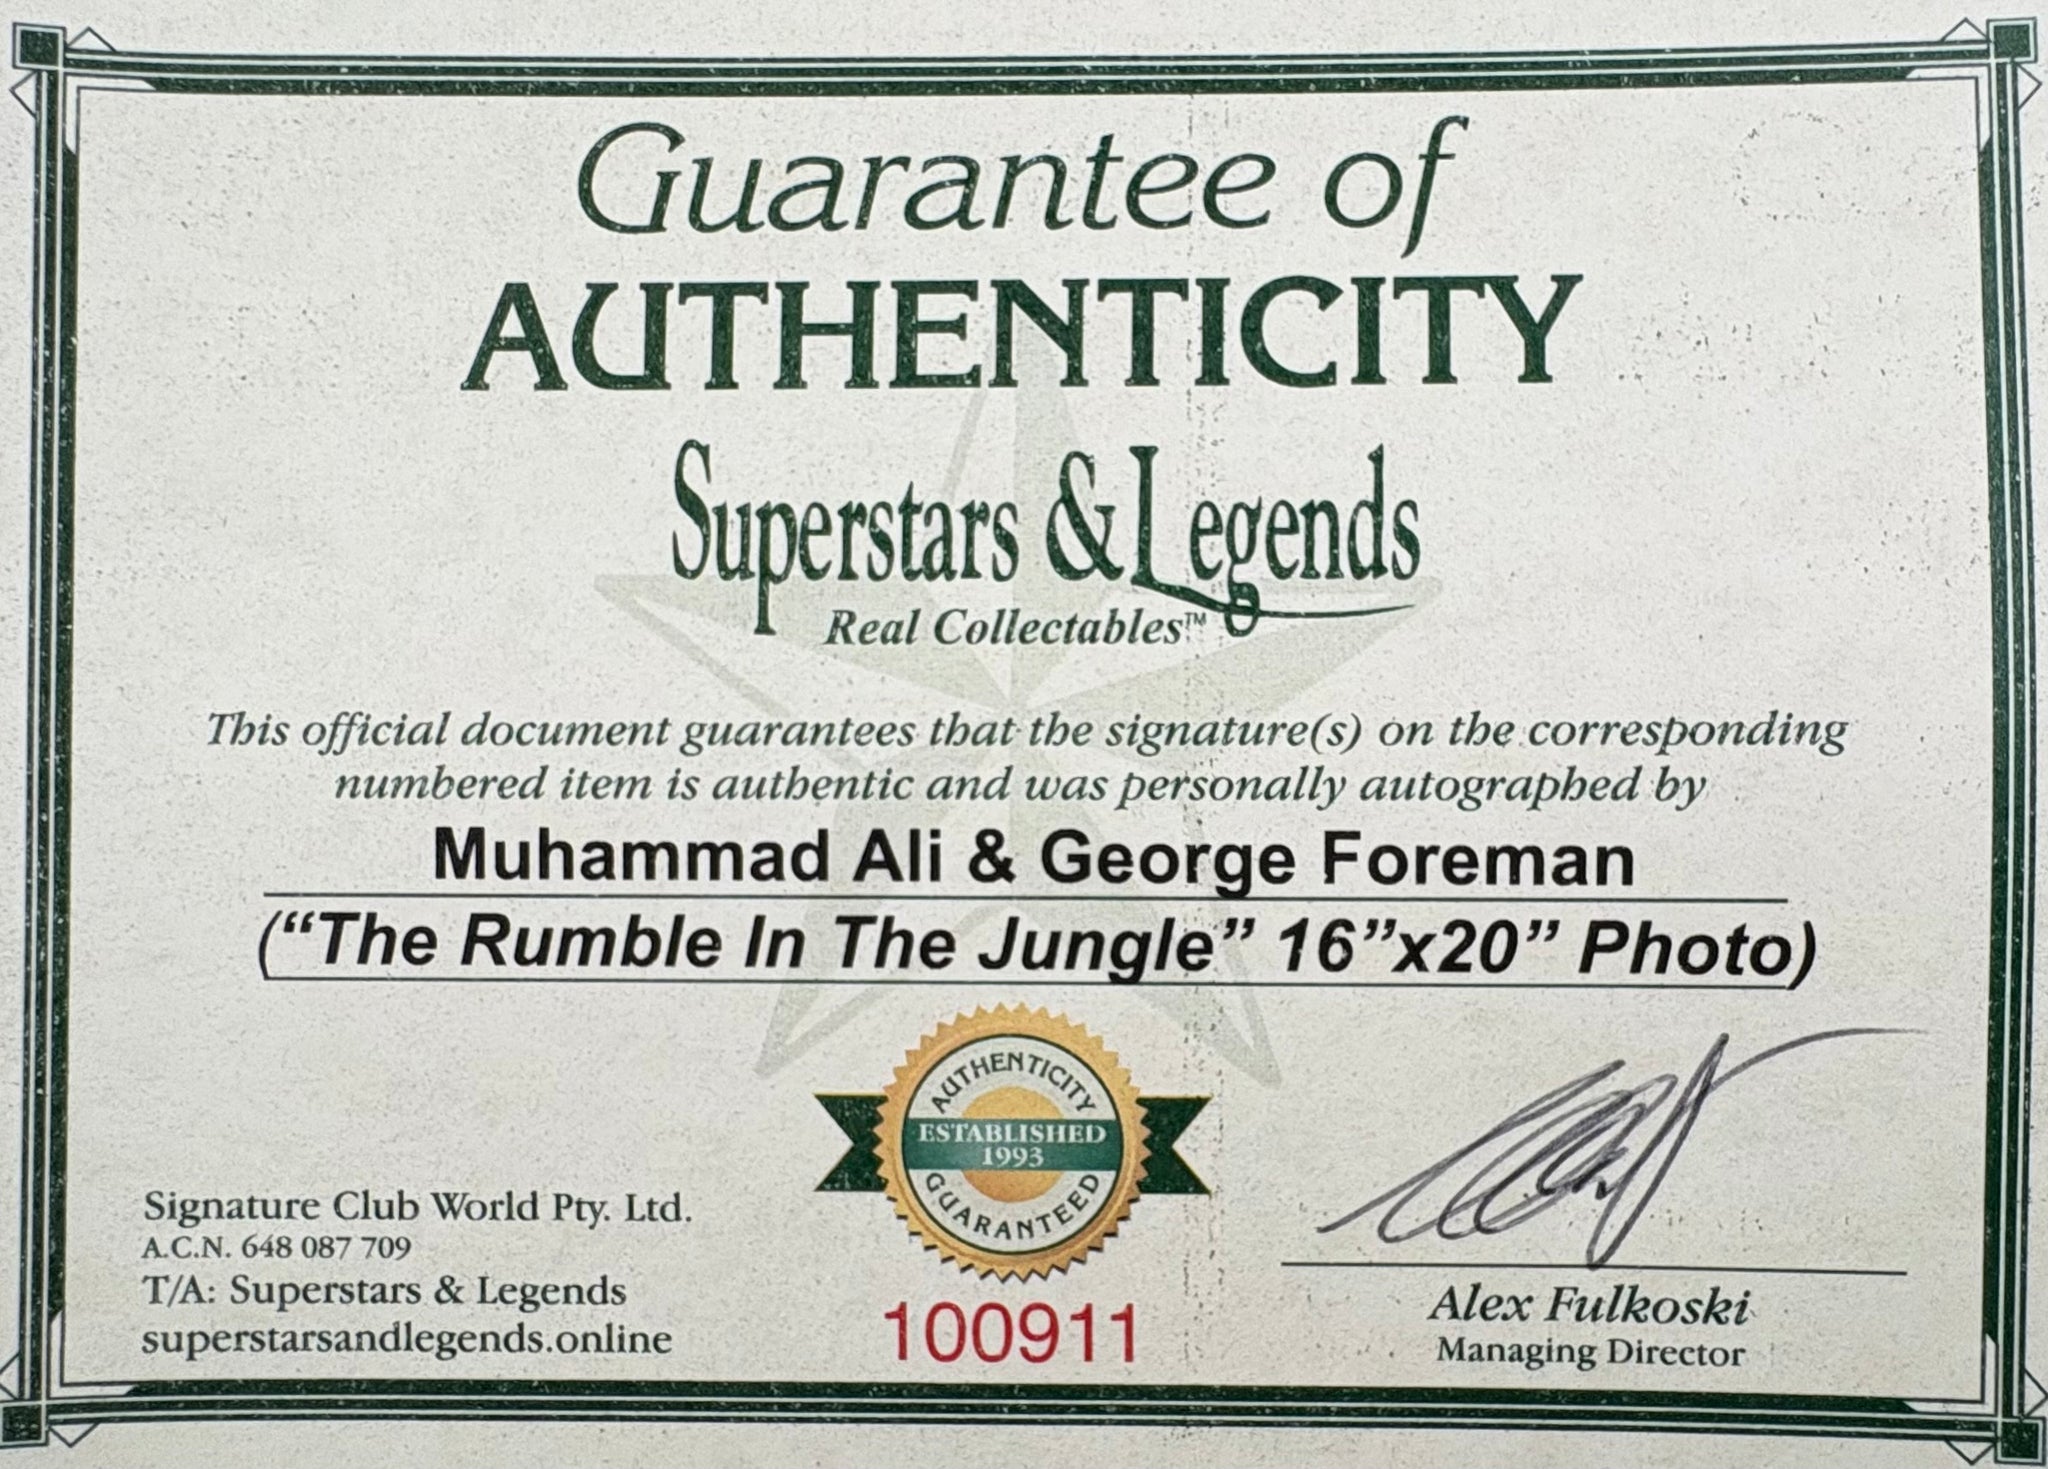 Guarantee of
AUTHENTICITY
Superstars & Legends
Real Collectables™
This official document guarantees that the signature(s) on the corresponding
numbered item is authentic and was personally autographed by
Muhammad Ali & George Foreman
(“The Rumble In The Jungle” 16”x20” Photo)
AUTHENTICITY
ESTABLISHED
1993
GUARANTEED
Signature Club World Pty. Ltd.
A.C.N. 648 087 709
T/A: Superstars & Legends
superstarsandlegends.online
100911
Alex Fulkoski
Managing Director